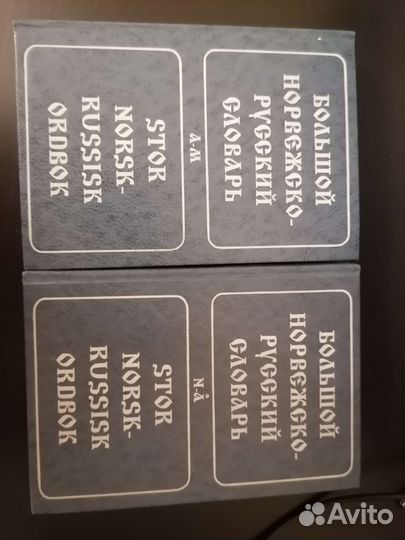 БОЛЬШОЙ
НОРВЕЖСКО-
РУССКИЙ
СЛОВАРЬ
A-M
STOR
NORSK-
RUSSISK
ORDBOK
БОЛЬШОЙ
НОРВЕЖСКО-
РУССКИЙ
СЛОВАРЬ
N-Å
STOR
NORSK-
RUSSISK
ORDBOK
Avito